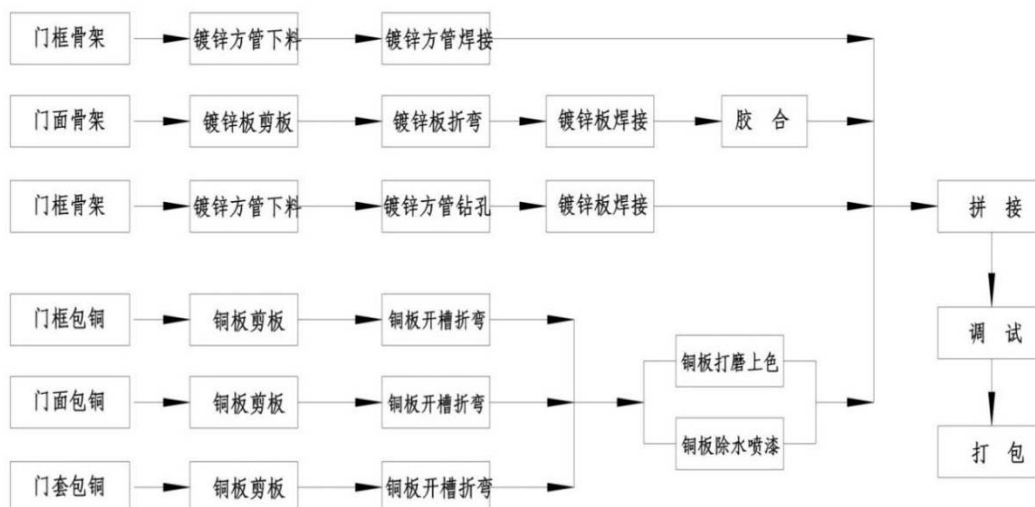 门框骨架 镀锌方管下料 镀锌方管焊接
门面骨架 镀锌板剪板 镀锌板折弯 镀锌板焊接 胶合
门框骨架 镀锌方管下料 镀锌方管钻孔 镀锌板焊接 拼接
门框包铜 铜板剪板 铜板开槽折弯 调试
铜板打磨上色
门面包铜 铜板剪板 铜板开槽折弯
铜板除水喷漆 打包
门套包铜 铜板剪板 铜板开槽折弯